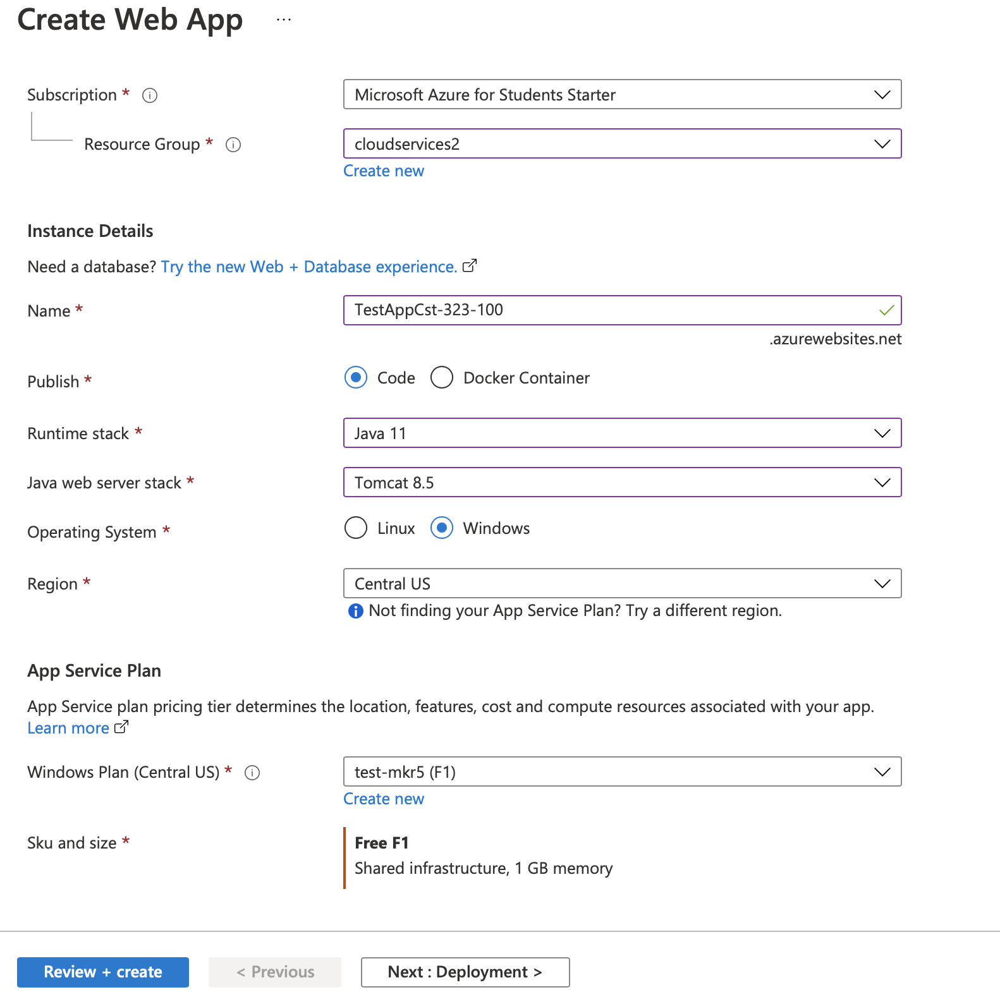 Create Web App ...
Subscription *
Microsoft Azure for Students Starter
Resource Group *
cloudservices2
Create new
Instance Details
Need a database? Try the new Web + Database experience.
Name *
TestAppCst-323-100
.azurewebsites.net
Publish *
Code Docker Container
Runtime stack *
Java 11
Java web server stack *
Tomcat 8.5
Operating System *
Linux Windows
Region *
Central US
Not finding your App Service Plan? Try a different region.
App Service Plan
App Service plan pricing tier determines the location, features, cost and compute resources associated with your app.
Learn more
Windows Plan (Central US) *
test-mkr5 (F1)
Create new
Sku and size *
Free F1
Shared infrastructure, 1 GB memory
Review + create
< Previous
Next : Deployment >